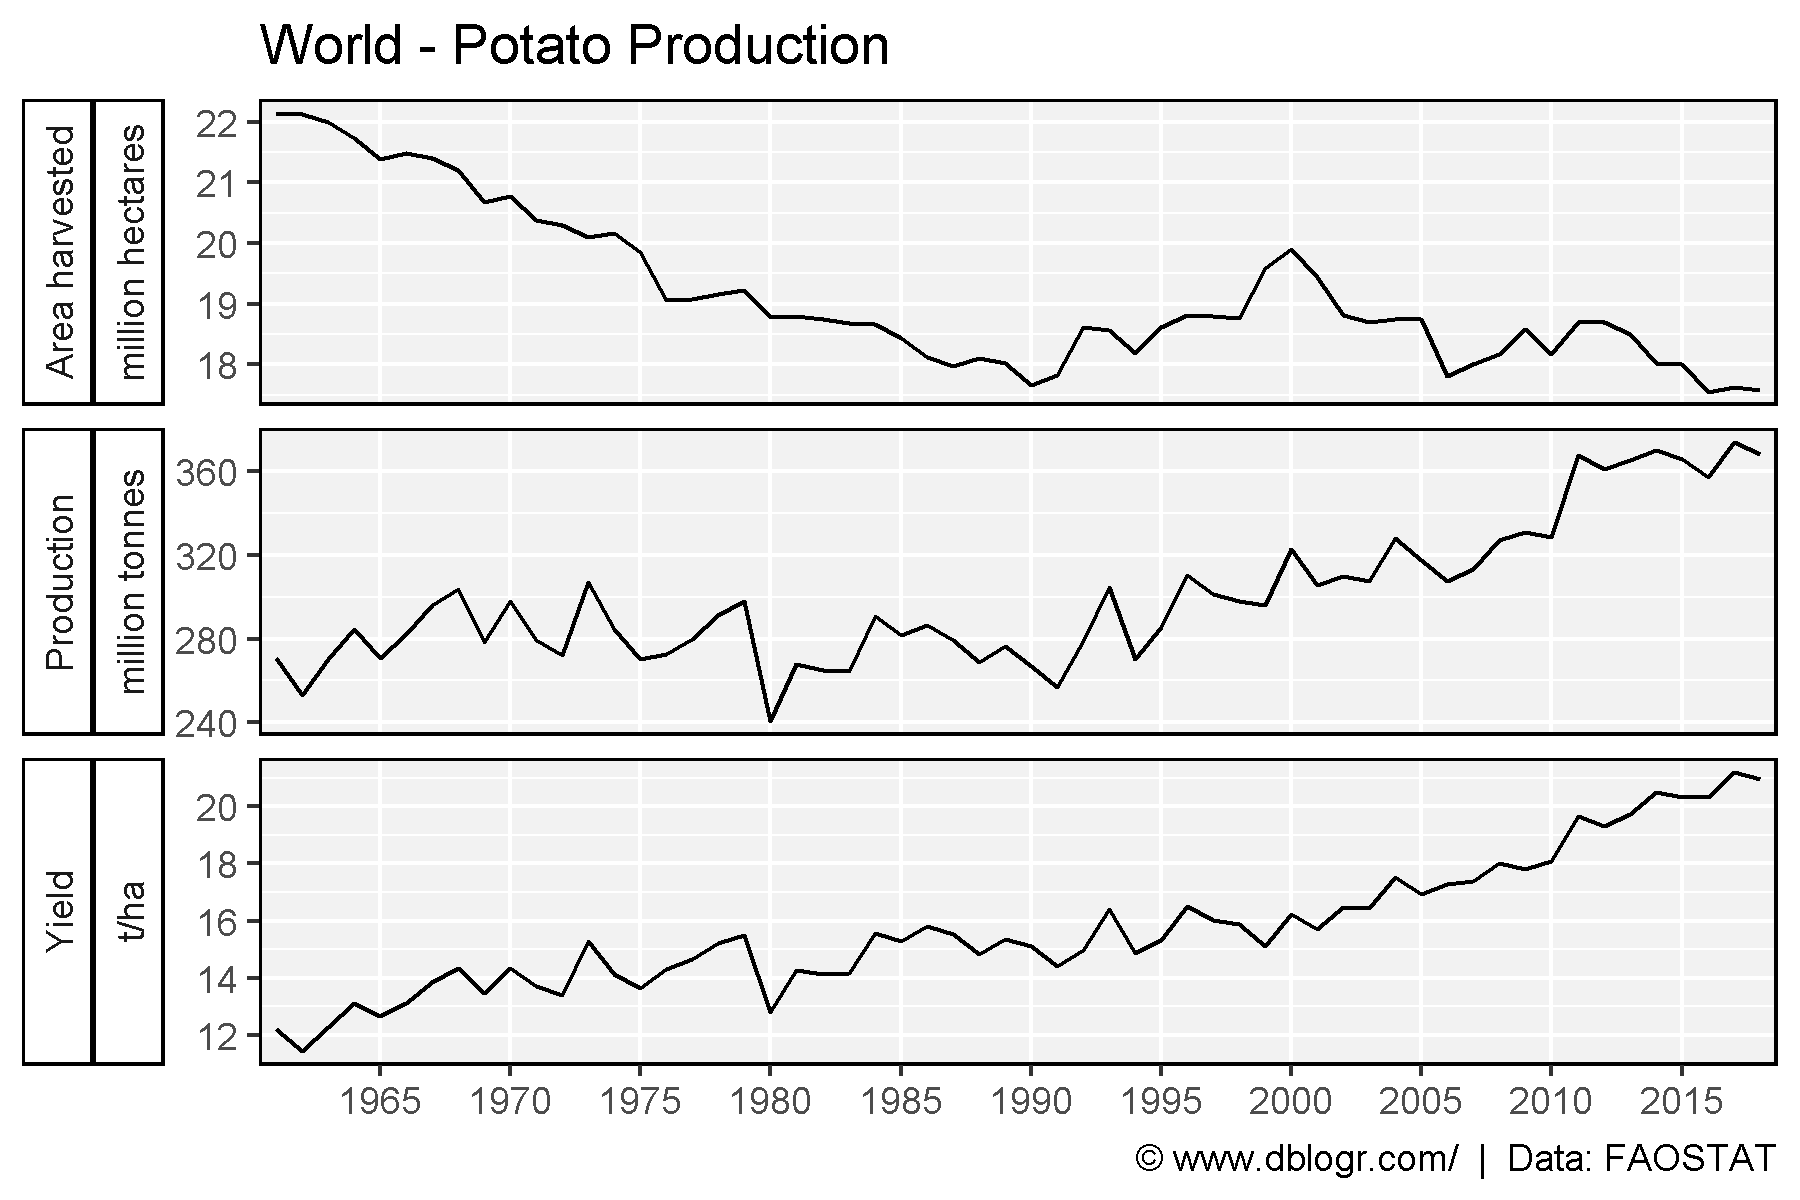 World - Potato Production
Area harvested
million hectares
22
21
20
19
18
Production
million tonnes
360
320
280
240
Yield
t/ha
20
18
16
14
12
1965 1970 1975 1980 1985 1990 1995 2000 2005 2010 2015
© www.dblogr.com/ | Data: FAOSTAT